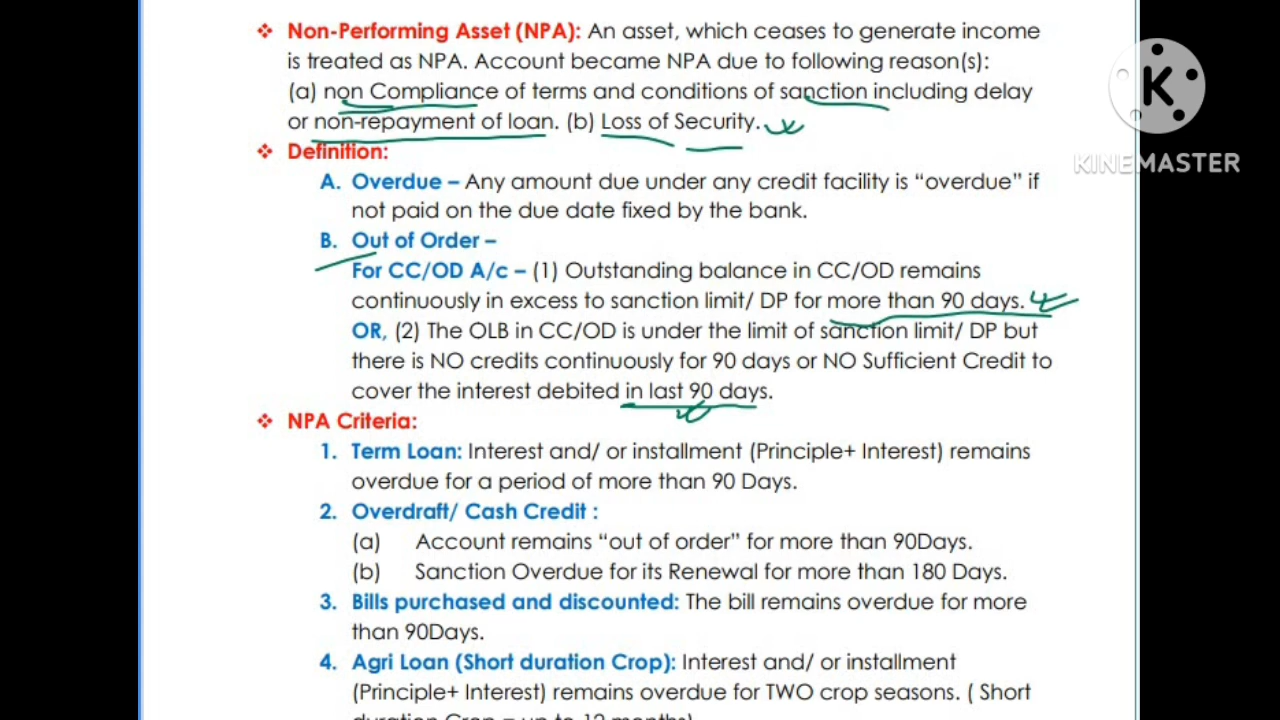 ❖ Non-Performing Asset (NPA): An asset, which ceases to generate income
is treated as NPA. Account became NPA due to following reason(s):
(a) non Compliance of terms and conditions of sanction including delay
or non-repayment of loan. (b) Loss of Security.
❖ Definition:
A. Overdue – Any amount due under any credit facility is “overdue” if
not paid on the due date fixed by the bank.
B. Out of Order –
For CC/OD A/c – (1) Outstanding balance in CC/OD remains
continuously in excess to sanction limit/ DP for more than 90 days.
OR, (2) The OLB in CC/OD is under the limit of sanction limit/ DP but
there is NO credits continuously for 90 days or NO Sufficient Credit to
cover the interest debited in last 90 days.
❖ NPA Criteria:
1. Term Loan: Interest and/ or installment (Principle+ Interest) remains
overdue for a period of more than 90 Days.
2. Overdraft/ Cash Credit :
(a) Account remains “out of order” for more than 90Days.
(b) Sanction Overdue for its Renewal for more than 180 Days.
3. Bills purchased and discounted: The bill remains overdue for more
than 90Days.
4. Agri Loan (Short duration Crop): Interest and/ or installment
(Principle+ Interest) remains overdue for TWO crop seasons. ( Short
duration Crop = up to 12 months)
K
KINEMASTER